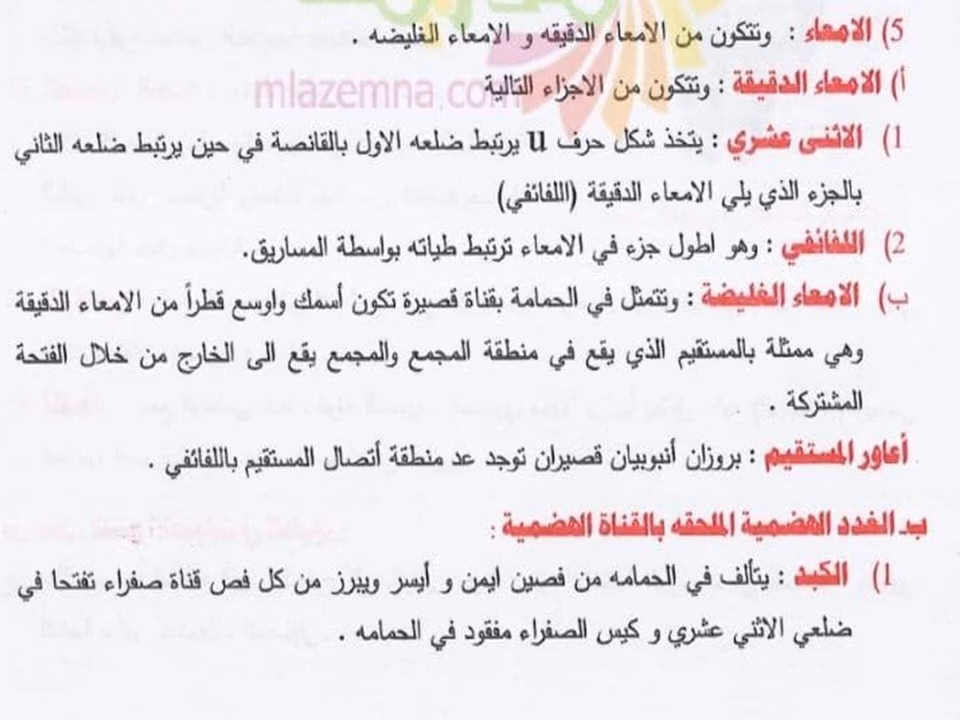 5) الامعاء : وتتكون من الامعاء الدقيقه و الامعاء الغليضه .
mlazemna.com
أ) الامعاء الدقيقة : وتتكون من الاجزاء التالية
1) الاثنى عشري : يتخذ شكل حرف u يرتبط ضلعه الاول بالقانصة في حين يرتبط ضلعه الثاني
بالجزء الذي يلي الامعاء الدقيقة (اللفائفي)
2) اللفائفي : وهو اطول جزء في الامعاء ترتبط طياته بواسطة المساريق.
ب) الامعاء الغليضة : وتتمثل في الحمامة بقناة قصيرة تكون أسمك واوسع قطراً من الامعاء الدقيقة
وهي ممثلة بالمستقيم الذي يقع في منطقة المجمع والمجمع يقع الى الخارج من خلال الفتحة
المشتركة .
أعاور المستقيم : بروزان أنبوبيان قصيران توجد عد منطقة أتصال المستقيم باللفائفي .
ب- الغدد الهضمية الملحقه بالقناة الهضمية :
1) الكبد : يتألف في الحمامه من فصين ايمن و أيسر ويبرز من كل فص قناة صفراء تفتحا في
ضلعي الاثني عشري و كيس الصفراء مفقود في الحمامه .